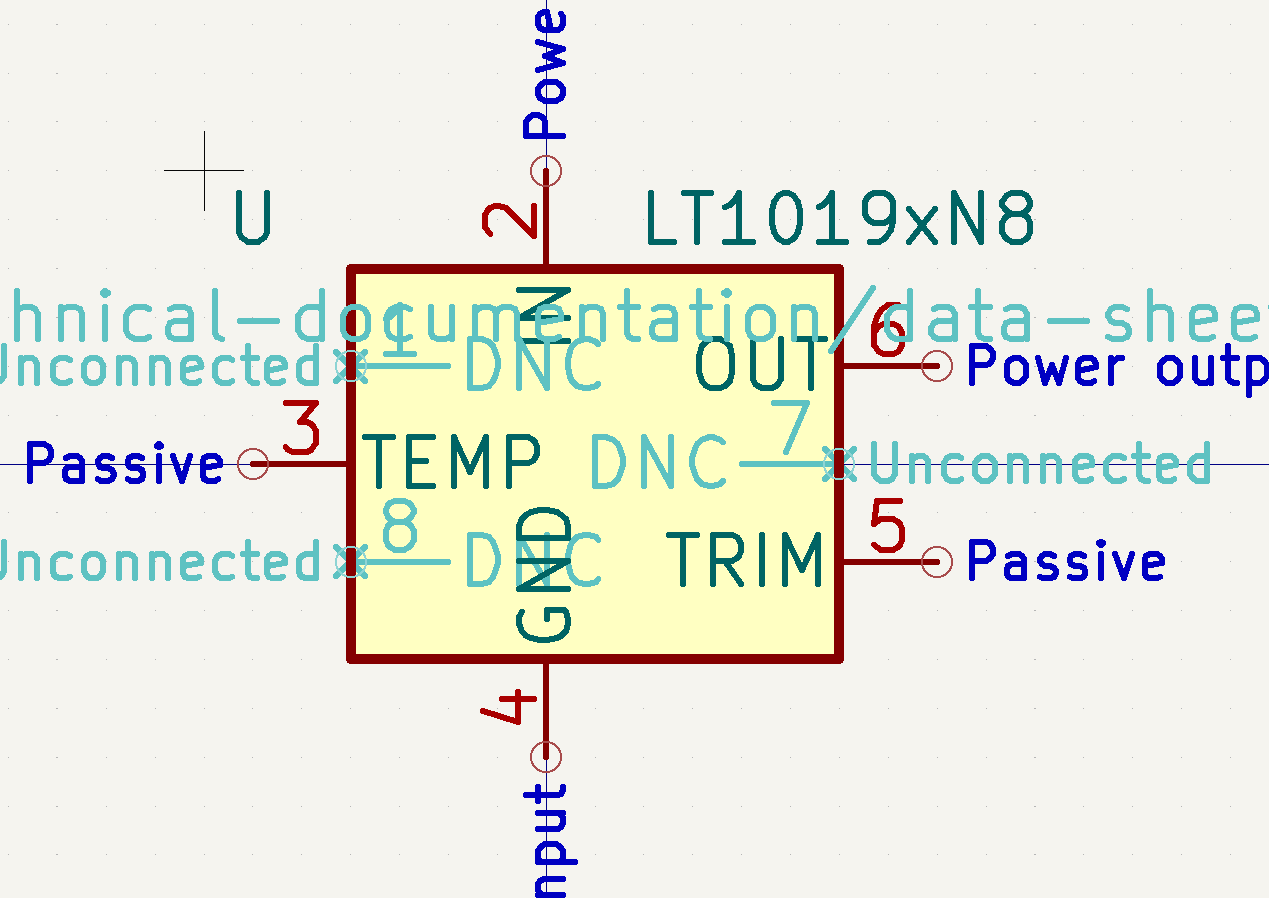 Powe
2
U
LT1019xN8
hnical-documentation/data-shee
IN
1
Unconnected
DNC
OUT
6
Power outp
3
Passive
TEMP
DNC
7
Unconnected
8
Unconnected
DNC
GND
TRIM
5
Passive
4
nput